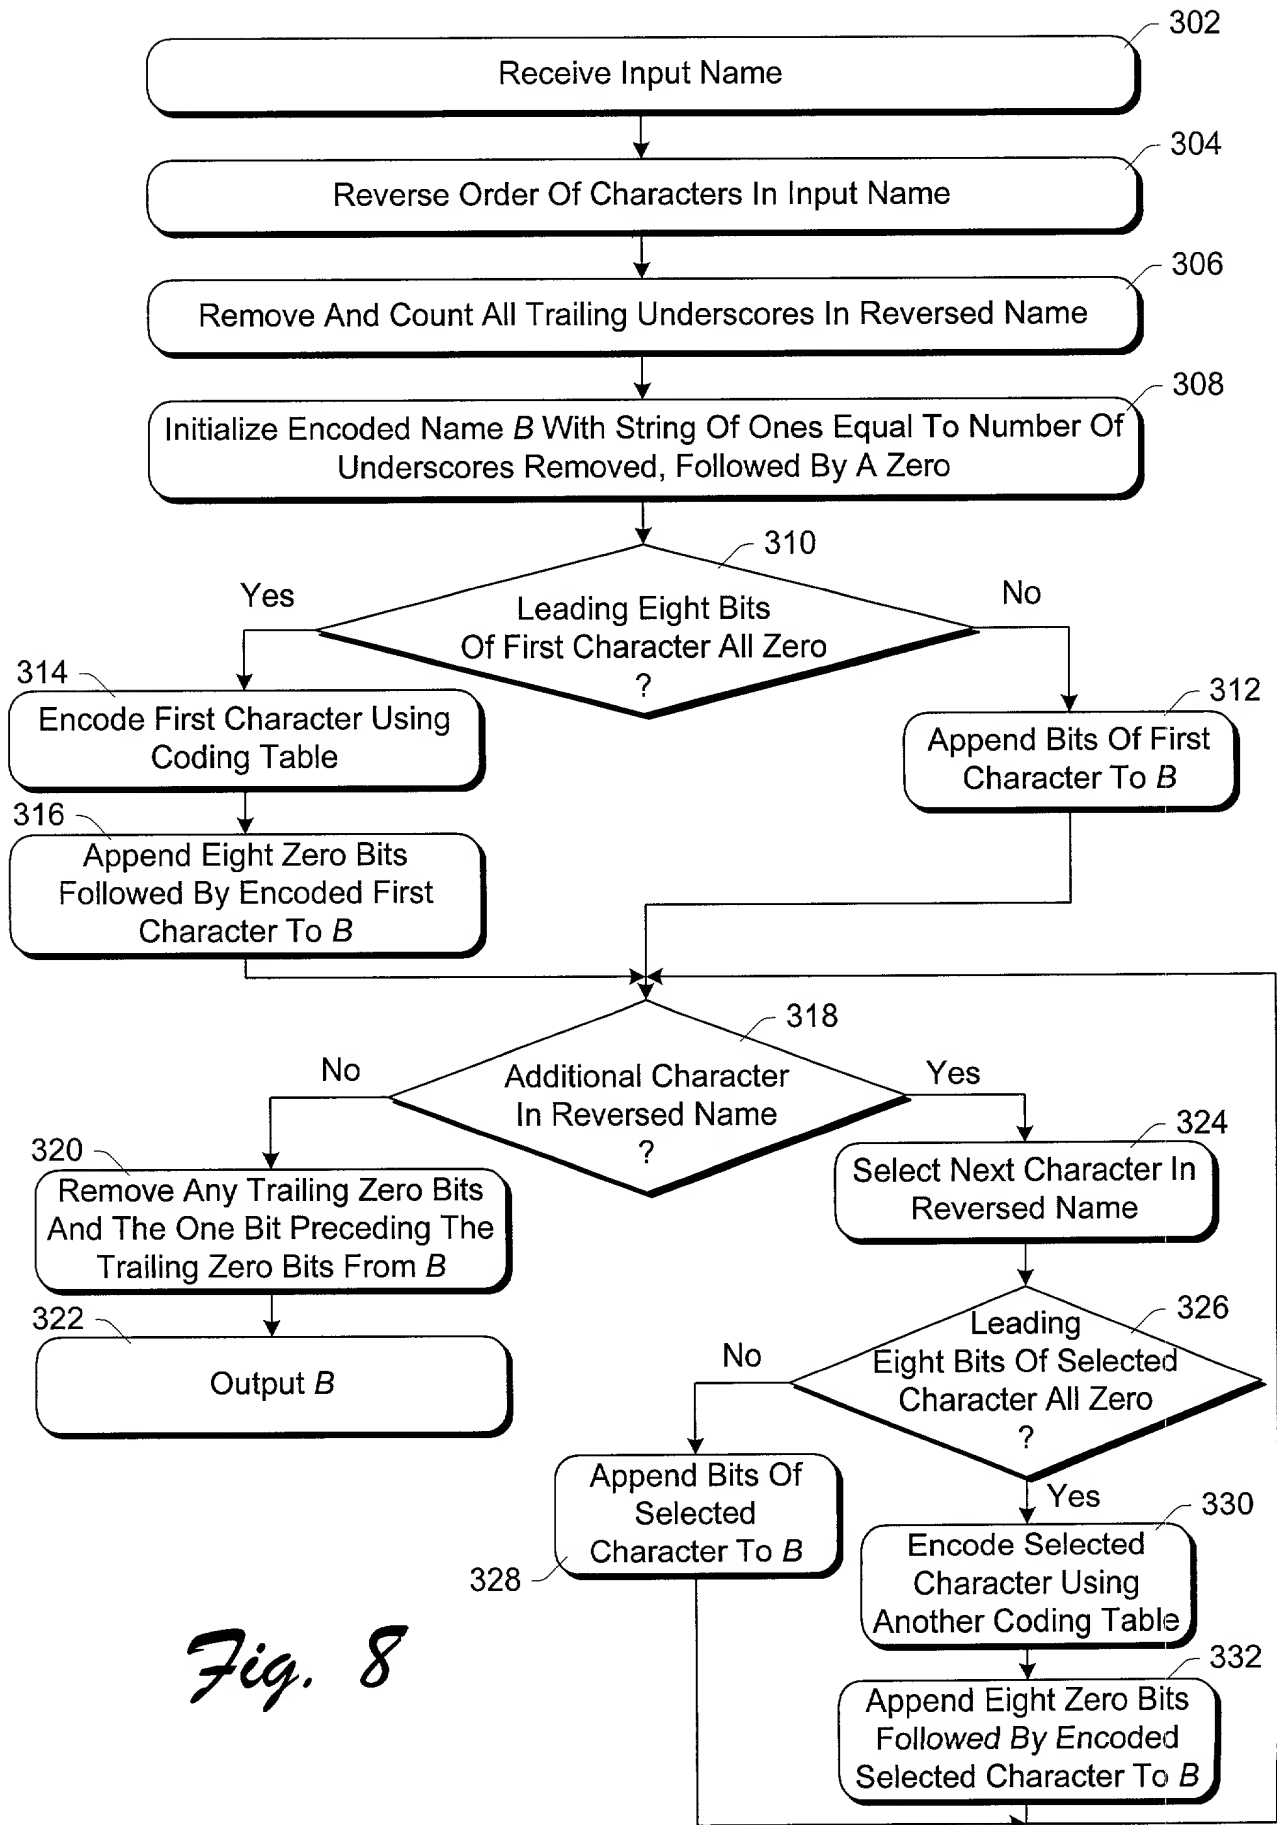 302
Receive Input Name
304
Reverse Order Of Characters In Input Name
306
Remove And Count All Trailing Underscores In Reversed Name
308
Initialize Encoded Name B With String Of Ones Equal To Number Of
Underscores Removed, Followed By A Zero
310
Yes
No
Leading Eight Bits
Of First Character All Zero
?
314
Encode First Character Using
Coding Table
312
Append Bits Of First
Character To B
316
Append Eight Zero Bits
Followed By Encoded First
Character To B
318
No
Yes
Additional Character
In Reversed Name
?
320
Remove Any Trailing Zero Bits
And The One Bit Preceding The
Trailing Zero Bits From B
324
Select Next Character In
Reversed Name
322
Output B
326
Leading
Eight Bits Of Selected
Character All Zero
?
No
Yes
Append Bits Of
Selected
Character To B
328
330
Encode Selected
Character Using
Another Coding Table
332
Append Eight Zero Bits
Followed By Encoded
Selected Character To B
Fig. 8